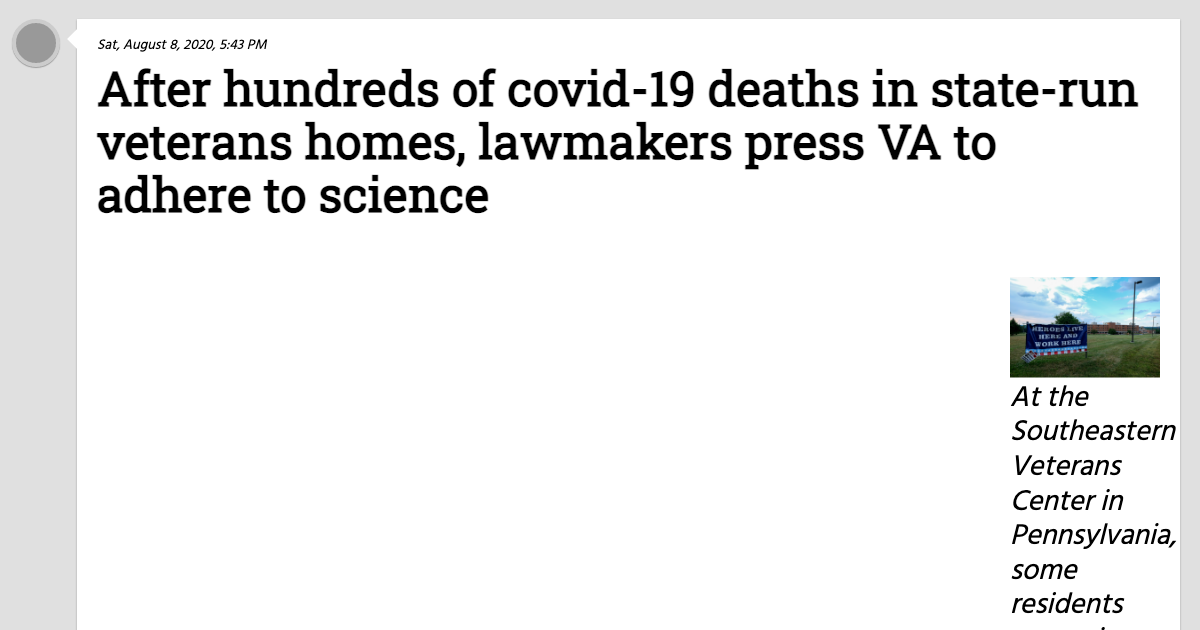 Sat, August 8, 2020, 5:43 PM
After hundreds of covid-19 deaths in state-run
veterans homes, lawmakers press VA to
adhere to science
HEROES LIVE
HERE AND
WORK HERE
At the
Southeastern
Veterans
Center in
Pennsylvania,
some
residents